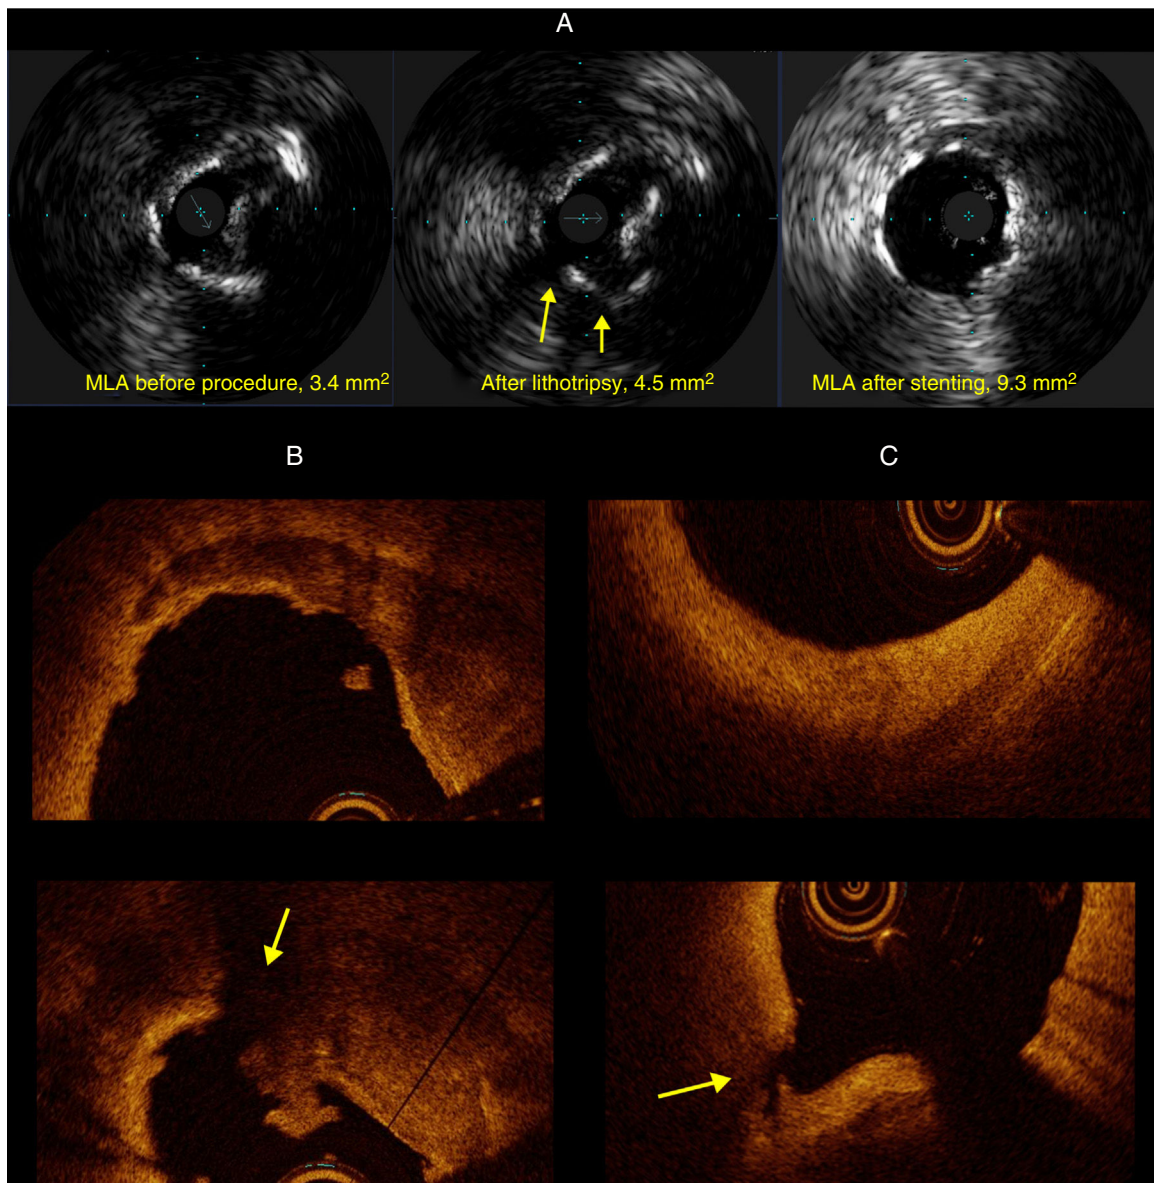 A
MLA before procedure, 3.4 mm²
After lithotripsy, 4.5 mm²
MLA after stenting, 9.3 mm²
B
C